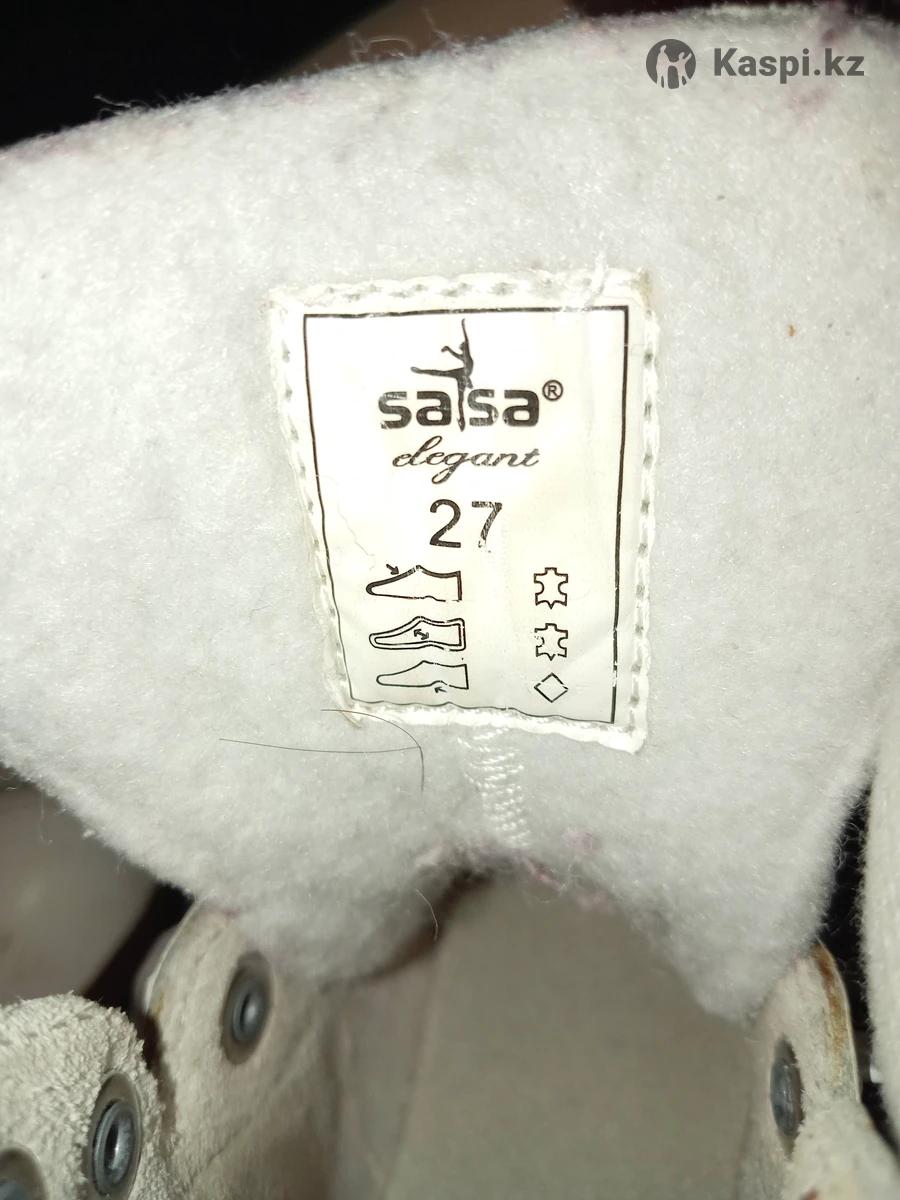 Kaspi.kz
salsa®
elegant
27